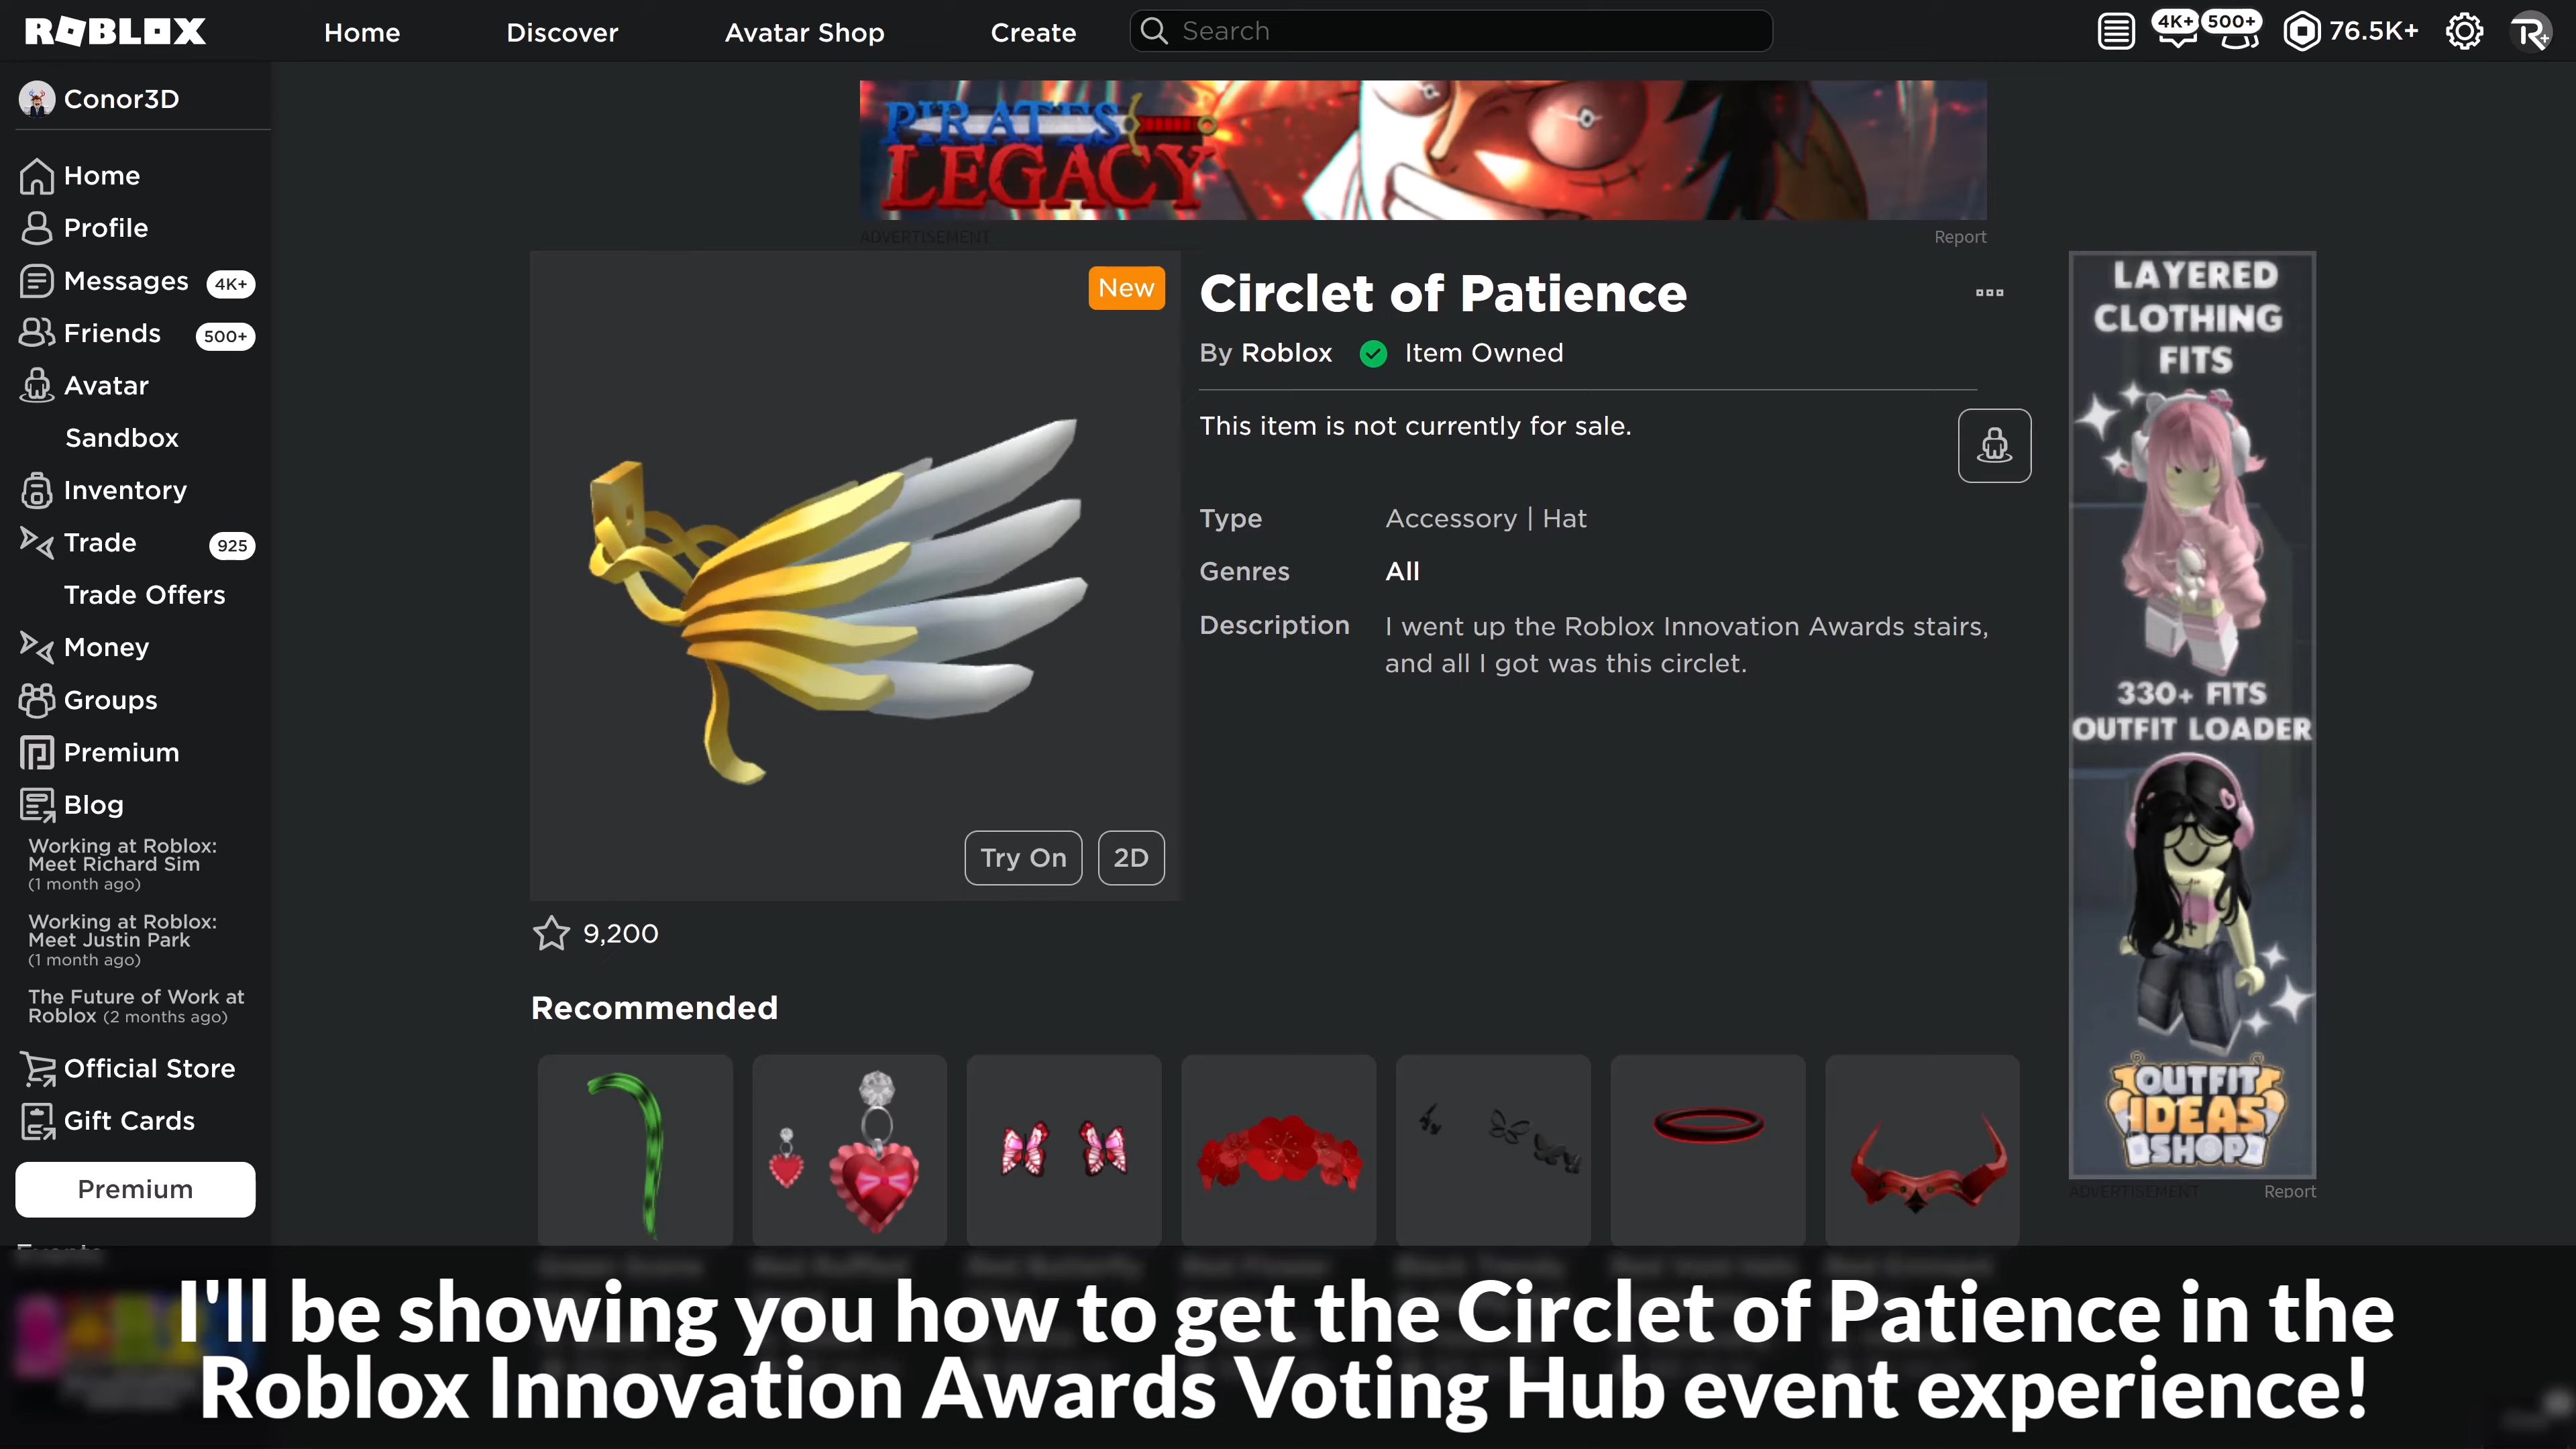 ROBLOX
Home
Discover
Avatar Shop
Create
Search
4K+
500+
76.5K+
Conor3D
Home
Profile
Messages 4K+
Friends 500+
Avatar
Sandbox
Inventory
Trade 925
Trade Offers
Money
Groups
Premium
Blog
Working at Roblox:
Meet Richard Sim
(1 month ago)
Working at Roblox:
Meet Justin Park
(1 month ago)
The Future of Work at
Roblox (2 months ago)
Official Store
Gift Cards
Premium
Events
PIRATES
LEGACY
ADVERTISEMENT
Report
New
Try On
2D
9,200
Circlet of Patience
By Roblox Item Owned
This item is not currently for sale.
Type Accessory | Hat
Genres All
Description I went up the Roblox Innovation Awards stairs,
and all I got was this circlet.
Recommended
LAYERED
CLOTHING
FITS
330+ FITS
OUTFIT LOADER
OUTFIT
IDEAS
SHOP
ADVERTISEMENT
Report
I'll be showing you how to get the Circlet of Patience in the
Roblox Innovation Awards Voting Hub event experience!